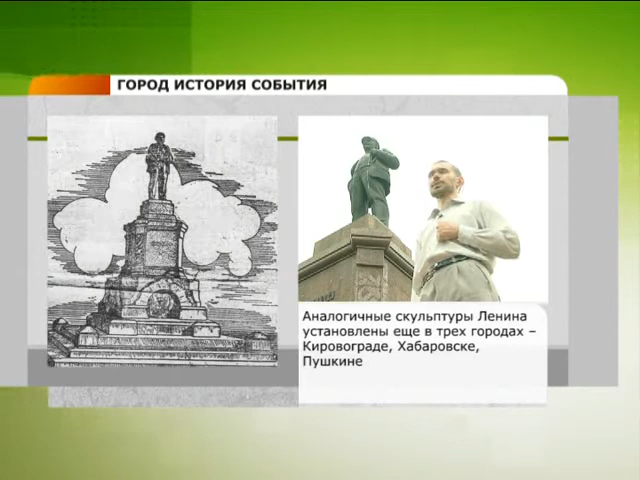 ГОРОД ИСТОРИЯ СОБЫТИЯ
Аналогичные скульптуры Ленина
установлены еще в трех городах –
Кировограде, Хабаровске,
Пушкине